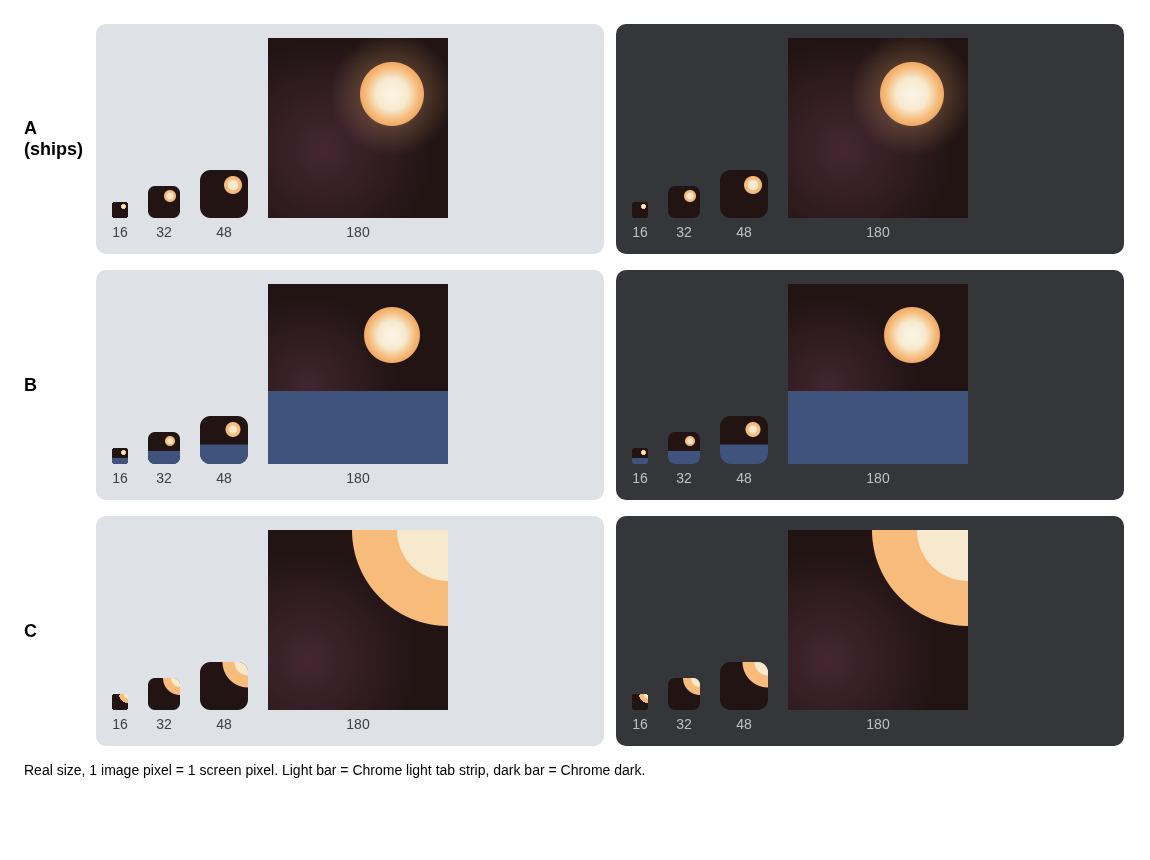 A
(ships)
16 32 48 180
16 32 48 180
B
16 32 48 180
16 32 48 180
C
16 32 48 180
16 32 48 180
Real size, 1 image pixel = 1 screen pixel. Light bar = Chrome light tab strip, dark bar = Chrome dark.